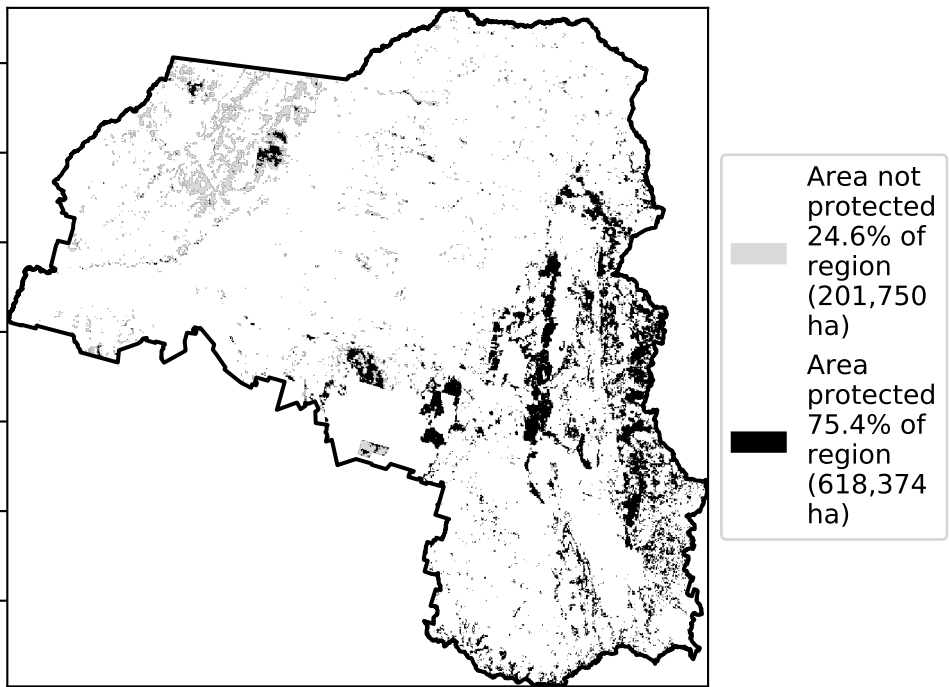 Area not
protected
24.6% of
region
(201,750
ha)
Area
protected
75.4% of
region
(618,374
ha)